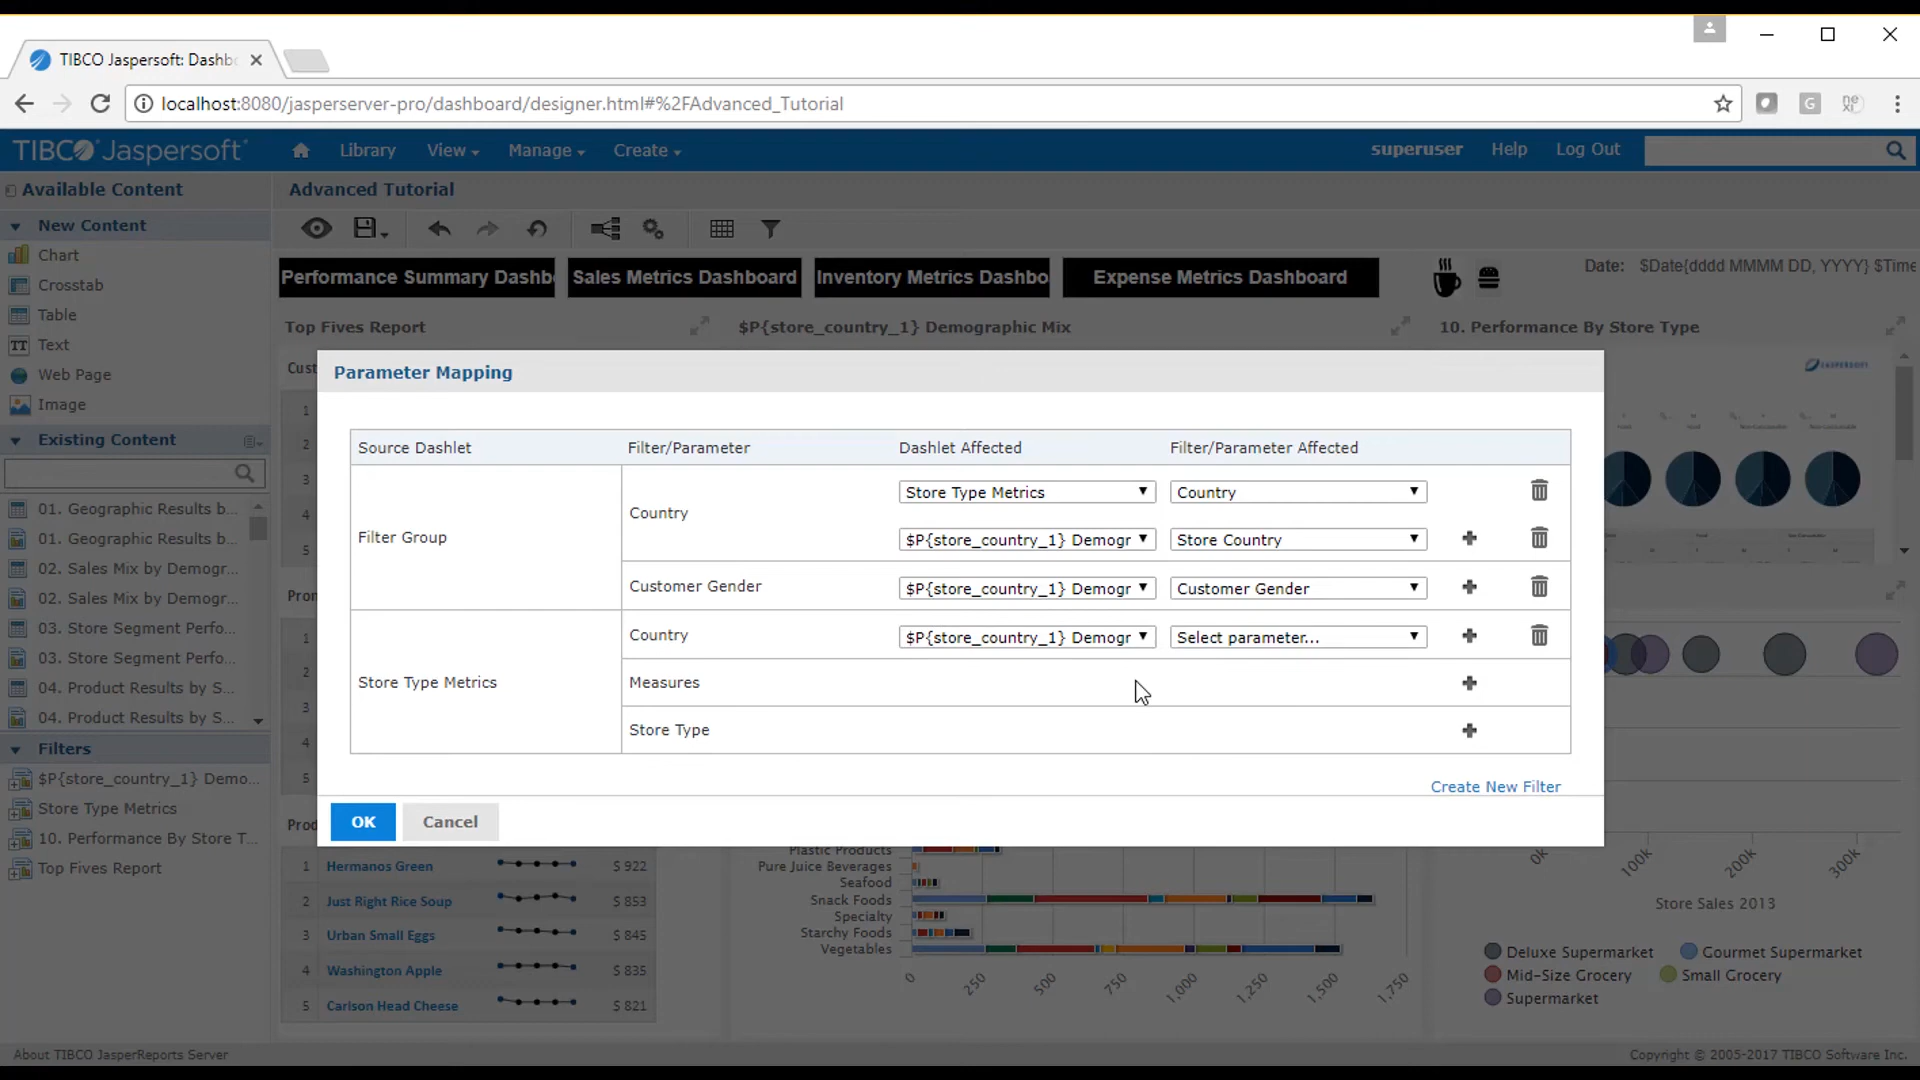 TIBCO Jaspersoft: Dashb
localhost:8080/jasperserver-pro/dashboard/designer.html#%2FAdvanced_Tutorial
TIBCO Jaspersoft
Library
View
Manage
Create
superuser
Help
Log Out
Available Content
Advanced Tutorial
New Content
Chart
Crosstab
Table
Text
Web Page
Image
Existing Content
01. Geographic Results b...
01. Geographic Results b...
02. Sales Mix by Demogr...
02. Sales Mix by Demogr...
03. Store Segment Perfo...
03. Store Segment Perfo...
04. Product Results by S...
04. Product Results by S...
Filters
$P{store_country_1} Demo...
Store Type Metrics
10. Performance By Store T...
Top Fives Report
Performance Summary Dashb
Sales Metrics Dashboard
Inventory Metrics Dashbo
Expense Metrics Dashboard
Date: $Date{dddd MMMM DD, YYYY} $Time
Top Fives Report
$P{store_country_1} Demographic Mix
10. Performance By Store Type
JASPERSOFT
Cust
1
2
3
4
5
Pron
1
2
3
4
5
Prod
Parameter Mapping
Source Dashlet
Filter/Parameter
Dashlet Affected
Filter/Parameter Affected
Filter Group
Country
Store Type Metrics
Country
$P{store_country_1} Demogr
Store Country
Customer Gender
$P{store_country_1} Demogr
Customer Gender
Store Type Metrics
Country
$P{store_country_1} Demogr
Select parameter...
Measures
Store Type
Create New Filter
OK
Cancel
1 Hermanos Green $ 922
2 Just Right Rice Soup $ 853
3 Urban Small Eggs $ 845
4 Washington Apple $ 835
5 Carlson Head Cheese $ 821
Plastic Products
Pure Juice Beverages
Seafood
Snack Foods
Specialty
Starchy Foods
Vegetables
0 250 500 750 1,000 1,250 1,500 1,750
0k 100k 200k 300k
Store Sales 2013
Deluxe Supermarket
Gourmet Supermarket
Mid-Size Grocery
Small Grocery
Supermarket
About TIBCO JasperReports Server
Copyright © 2005-2017 TIBCO Software Inc.